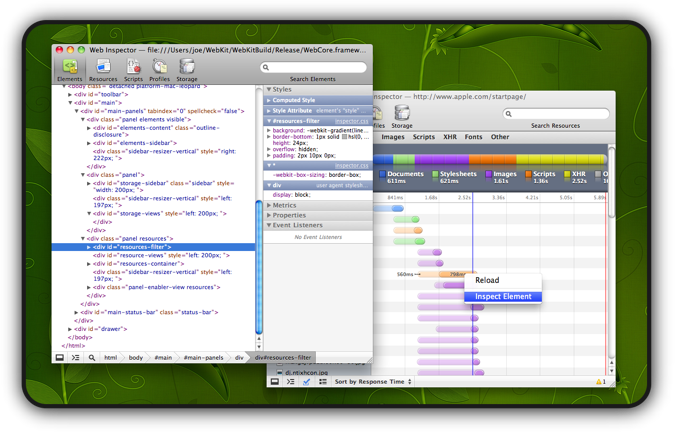 Web Inspector — file:///Users/joe/WebKit/WebKitBuild/Release/WebCore.framew...
Elements Resources Scripts Profiles Storage
Search Elements
<body class="detached platform-mac-leopard">
▶<div id="toolbar">
▼<div id="main">
▼<div id="main-panels" tabindex="0" spellcheck="false">
▼<div class="panel elements visible">
▶<div id="elements-content" class="outline-
disclosure">
▶<div id="elements-sidebar">
<div class="sidebar-resizer-vertical" style="right:
222px; ">
</div>
▼<div class="panel">
▶<div id="storage-sidebar" class="sidebar" style=
"width: 200px; ">
<div class="sidebar-resizer-vertical" style="left:
197px; ">
▼<div id="storage-views" style="left: 200px; ">
</div>
</div>
▼<div class="panel resources">
▶<div id="resources-filter">
<div id="resource-views" style="left: 200px; ">
▶<div id="resources-container">
<div class="sidebar-resizer-vertical" style="left:
197px; ">
▶<div class="panel-enabler-view resources">
</div>
</div>
▶<div id="main-status-bar" class="status-bar">
</div>
▶<div id="drawer">
</body>
</html>
html body #main #main-panels div div#resources-filter
▼ Styles
▶ Computed Style
▶ Style Attribute element's "style" ...
▼ #resources-filter inspector.css
▶ background: -webkit-gradient(line...
▶ border-bottom: 1px solid hsl(0, ...
height: 24px;
▶ overflow: hidden;
▶ padding: 2px 10px 0px;
▼ * inspector.css
-webkit-box-sizing: border-box;
▼ div user agent stylesh...
display: block;
▶ Metrics
▶ Properties
▼ Event Listeners
No Event Listeners
nspector — http://www.apple.com/startpage/
Storage
Search Resources
Images Scripts XHR Fonts Other
Documents 611ms
Stylesheets 621ms
Images 1.61s
Scripts 1.36s
XHR 2.52s
841ms 1.68s 2.52s 3.37s 4.21s 5.05s 5.89s
560ms 798ms
Reload
Inspect Element
dj.ntixhcon.jpg
Sort by Response Time
1